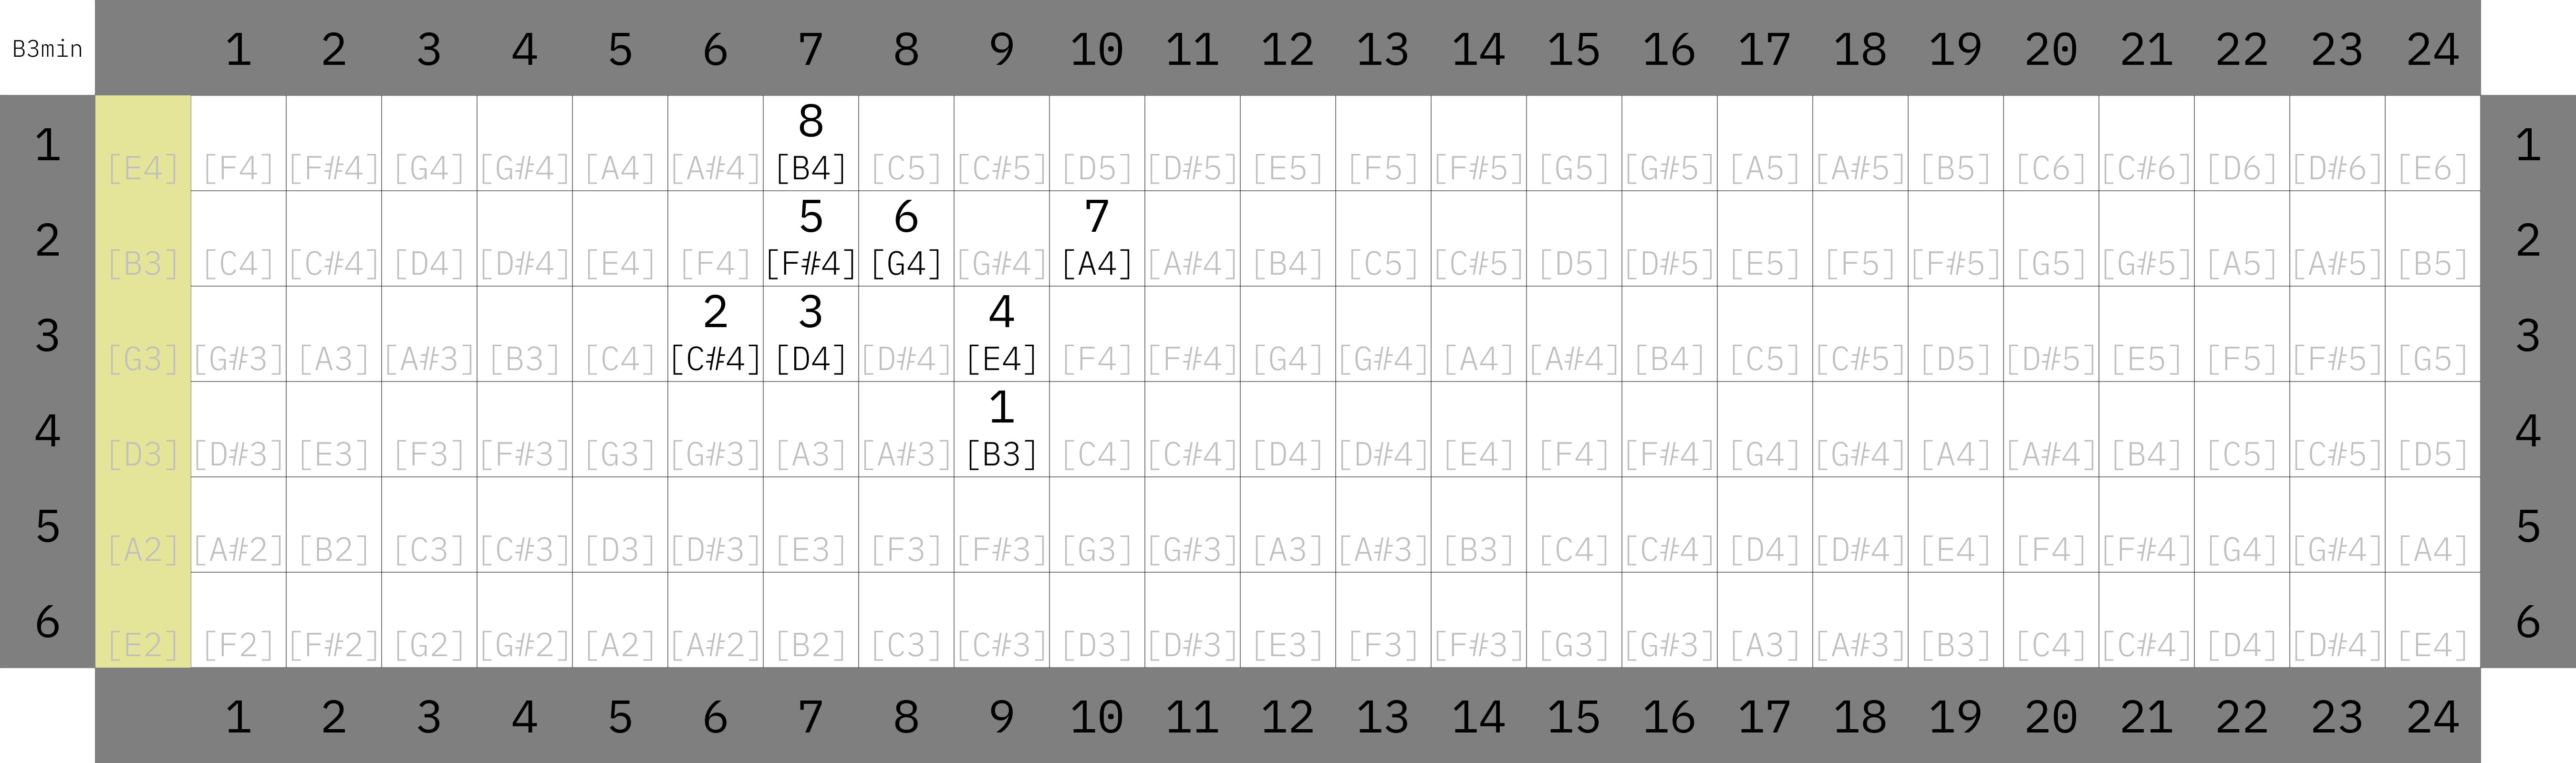 B3min 1 2 3 4 5 6 7 8 9 10 11 12 13 14 15 16 17 18 19 20 21 22 23 24
8
1 [E4] [F4] [F#4] [G4] [G#4] [A4] [A#4] [B4] [C5] [C#5] [D5] [D#5] [E5] [F5] [F#5] [G5] [G#5] [A5] [A#5] [B5] [C6] [C#6] [D6] [D#6] [E6] 1
5 6 7
2 [B3] [C4] [C#4] [D4] [D#4] [E4] [F4] [F#4] [G4] [G#4] [A4] [A#4] [B4] [C5] [C#5] [D5] [D#5] [E5] [F5] [F#5] [G5] [G#5] [A5] [A#5] [B5] 2
2 3 4
3 [G3] [G#3] [A3] [A#3] [B3] [C4] [C#4] [D4] [D#4] [E4] [F4] [F#4] [G4] [G#4] [A4] [A#4] [B4] [C5] [C#5] [D5] [D#5] [E5] [F5] [F#5] [G5] 3
1
4 [D3] [D#3] [E3] [F3] [F#3] [G3] [G#3] [A3] [A#3] [B3] [C4] [C#4] [D4] [D#4] [E4] [F4] [F#4] [G4] [G#4] [A4] [A#4] [B4] [C5] [C#5] [D5] 4
5 [A2] [A#2] [B2] [C3] [C#3] [D3] [D#3] [E3] [F3] [F#3] [G3] [G#3] [A3] [A#3] [B3] [C4] [C#4] [D4] [D#4] [E4] [F4] [F#4] [G4] [G#4] [A4] 5
6 [E2] [F2] [F#2] [G2] [G#2] [A2] [A#2] [B2] [C3] [C#3] [D3] [D#3] [E3] [F3] [F#3] [G3] [G#3] [A3] [A#3] [B3] [C4] [C#4] [D4] [D#4] [E4] 6
1 2 3 4 5 6 7 8 9 10 11 12 13 14 15 16 17 18 19 20 21 22 23 24